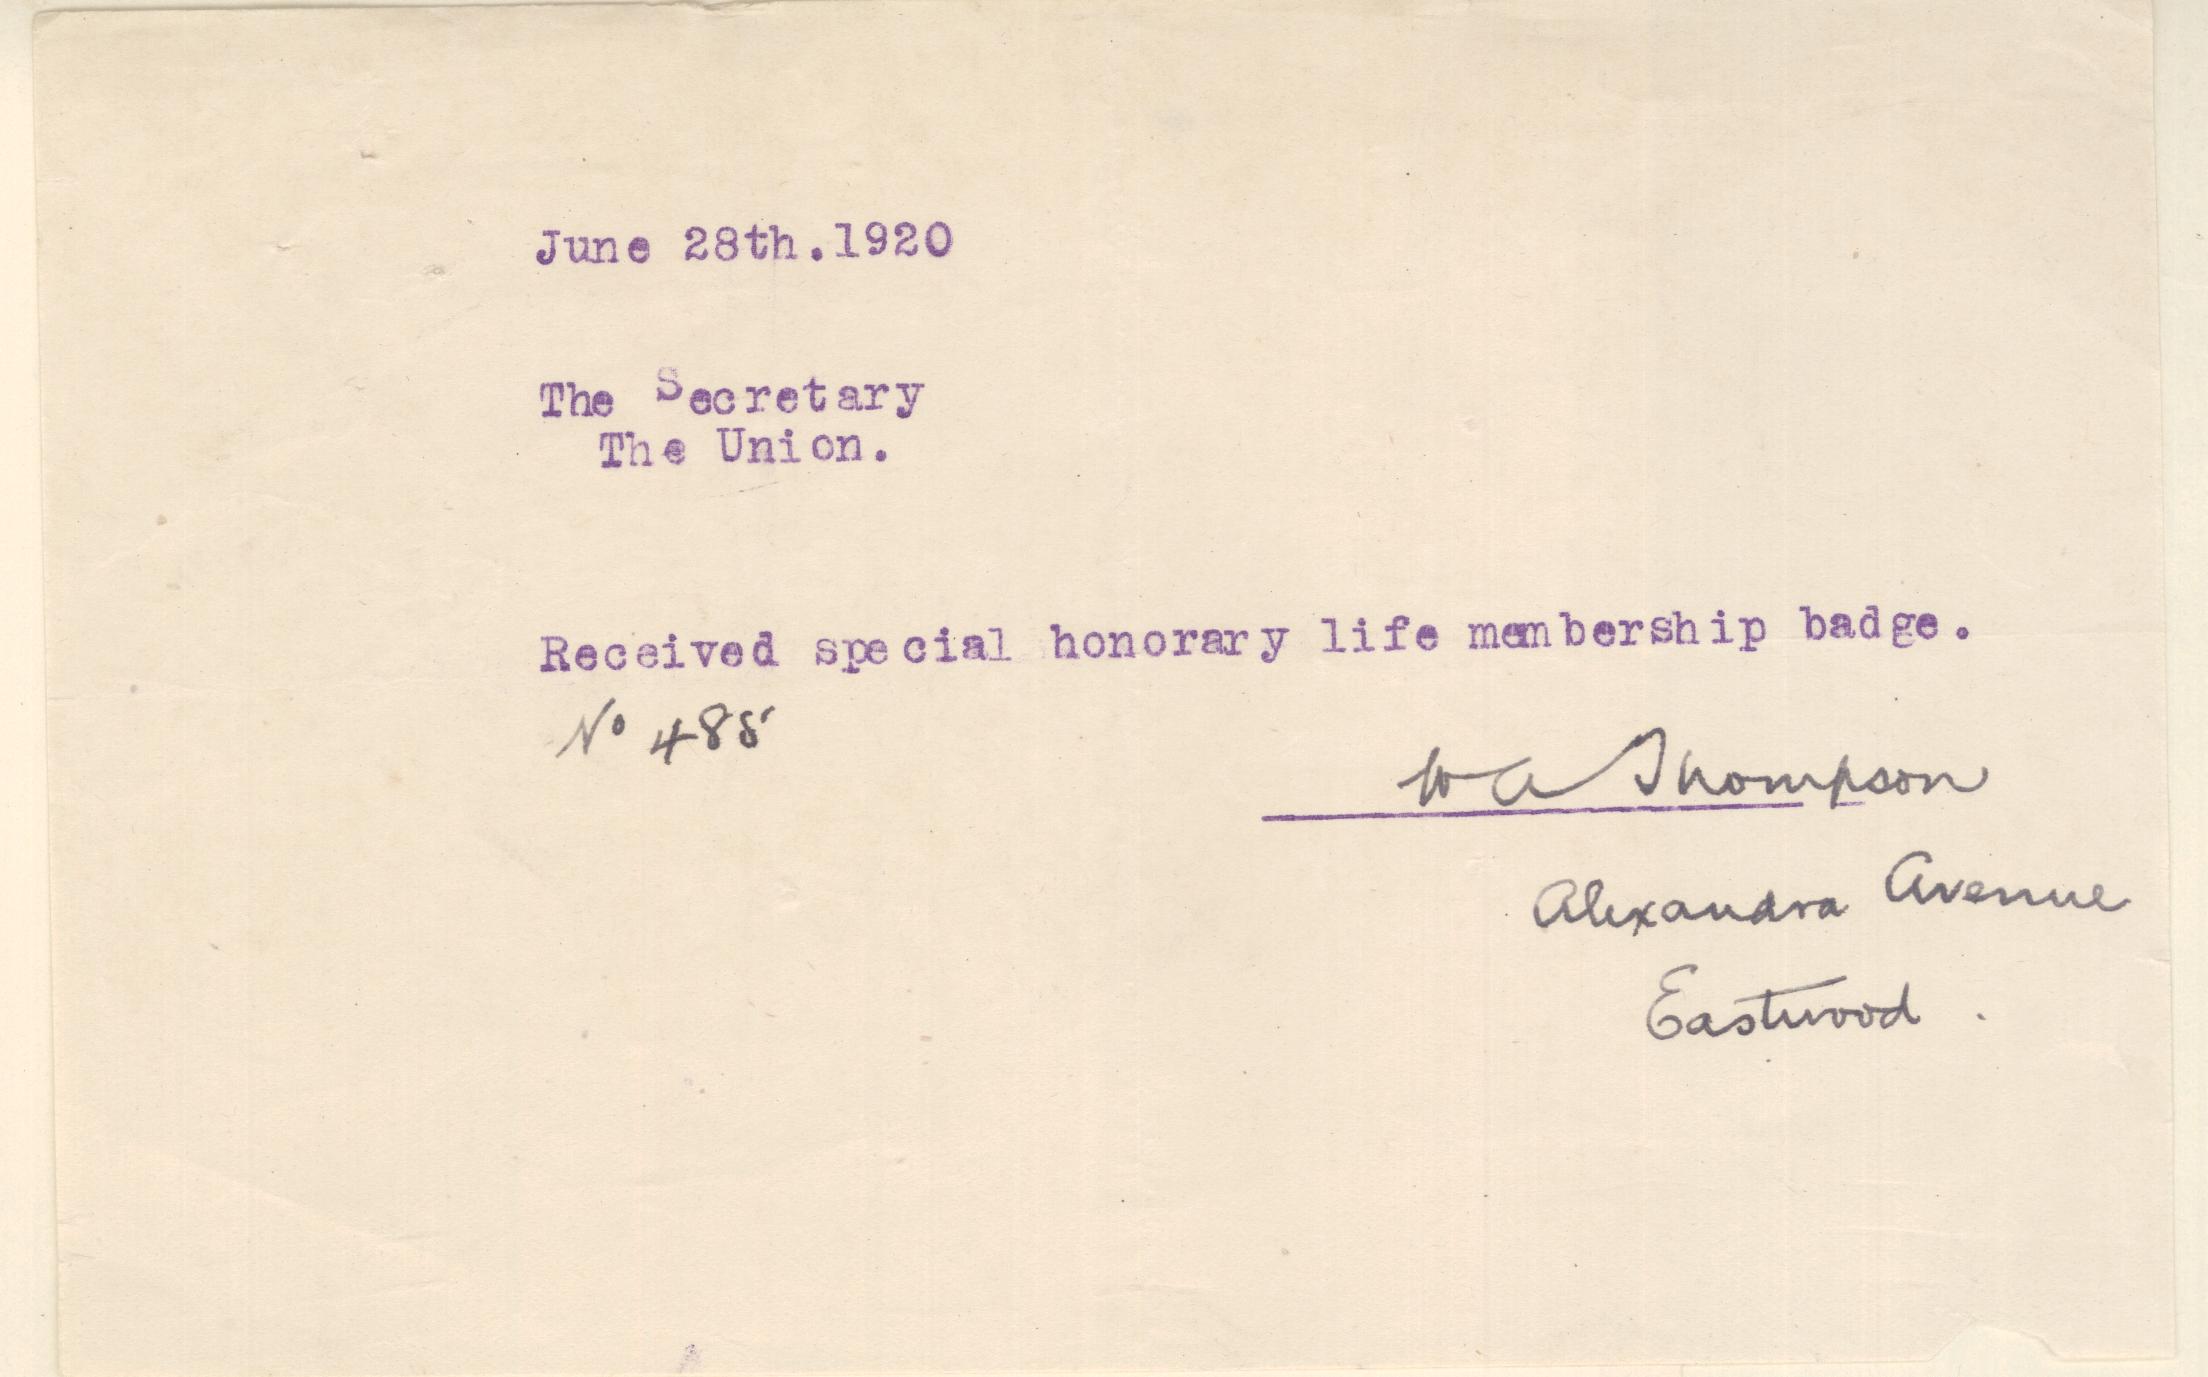 June 28th.1920
The Secretary
The Union.
Received special honorary life membership badge.
No 485
W A Thompson
Alexandra Avenue
Eastwood.